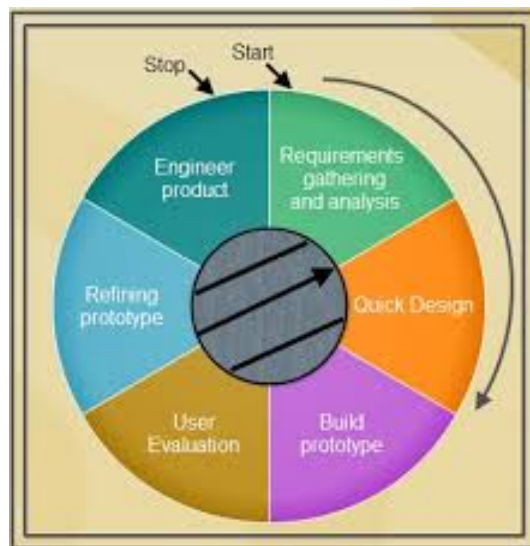 Stop
Start
Engineer
product
Requirements
gathering
and analysis
Refining
prototype
Quick Design
User
Evaluation
Build
prototype